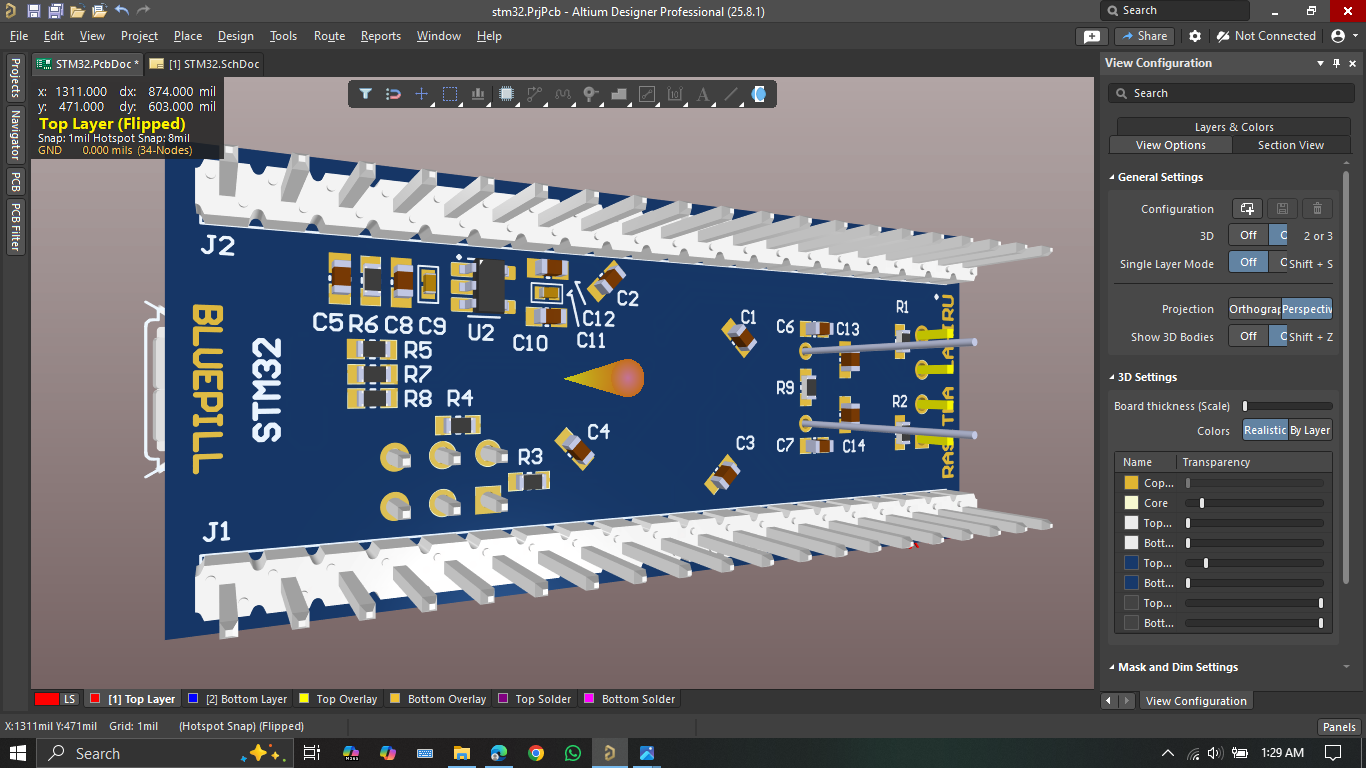 stm32.PrjPcb - Altium Designer Professional (25.8.1)
Search
File Edit View Project Place Design Tools Route Reports Window Help
Share
Not Connected
STM32.PcbDoc *
[1] STM32.SchDoc
Projects
Navigator
PCB
PCB Filter
x: 1311.000 dx: 874.000 mil
y: 471.000 dy: 603.000 mil
Top Layer (Flipped)
Snap: 1mil Hotspot Snap: 8mil
GND 0.000 mils (34-Nodes)
J2
C5 R6 C8 C9
U2
C10
C11
C12
C2
BLUEPILL
STM32
R5
R7
R8
R4
R3
C4
C1
C3
C6
C13
R1
R9
R2
C7
C14
J1
View Configuration
Search
Layers & Colors
View Options
Section View
General Settings
Configuration
3D
Off
2 or 3
Single Layer Mode
Off
Shift + S
Projection
Orthograp
Perspectiv
Show 3D Bodies
Off
Shift + Z
3D Settings
Board thickness (Scale)
Colors
Realistic
By Layer
Name
Transparency
Cop...
Core
Top...
Bott...
Top...
Bott...
Top...
Bott...
Mask and Dim Settings
View Configuration
LS
[1] Top Layer
[2] Bottom Layer
Top Overlay
Bottom Overlay
Top Solder
Bottom Solder
X:1311mil Y:471mil Grid: 1mil (Hotspot Snap) (Flipped)
Panels
Search
1:29 AM